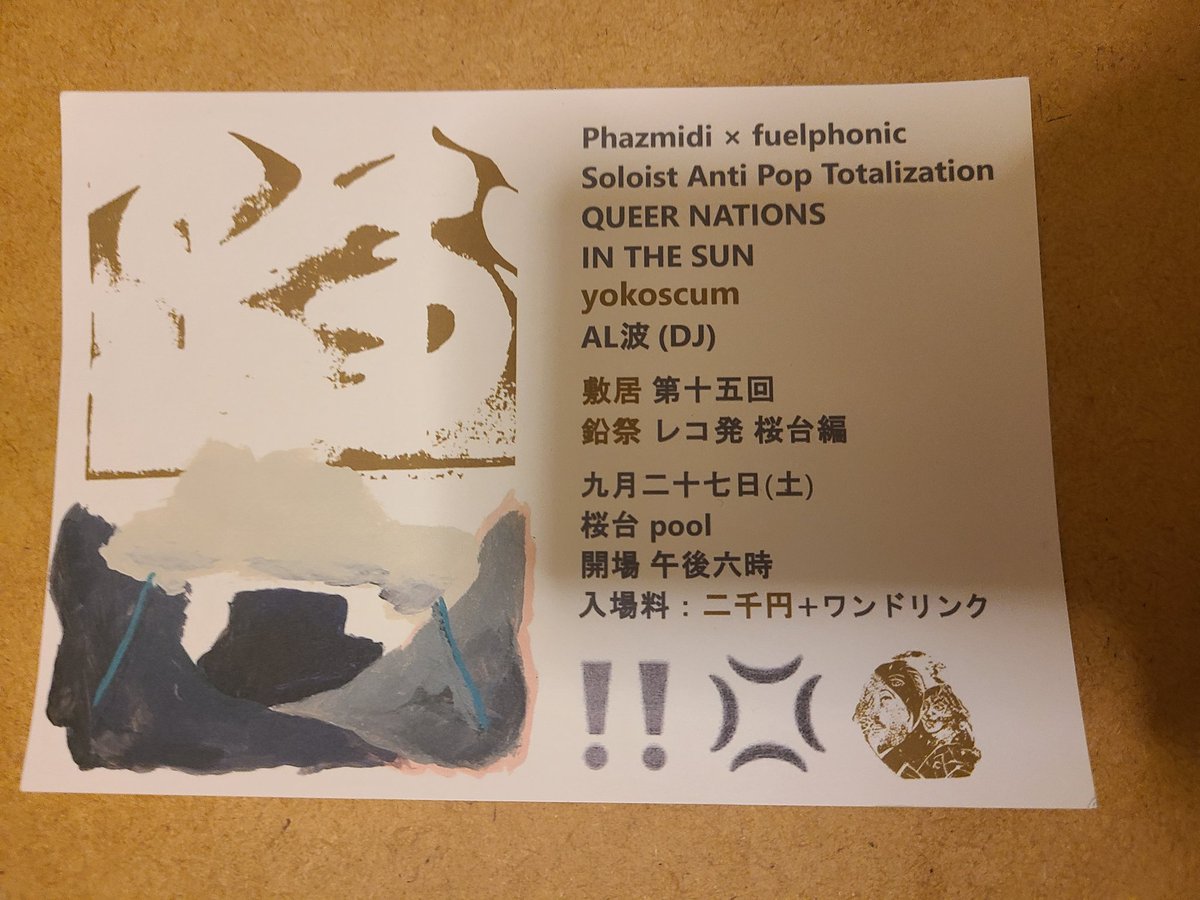 Phazmidi × fuelphonic
Soloist Anti Pop Totalization
QUEER NATIONS
IN THE SUN
yokoscum
AL波 (DJ)
敷居 第十五回
鉛祭 レコ発 桜台編
九月二十七日(土)
桜台 pool
開場 午後六時
入場料：二千円+ワンドリンク
!!